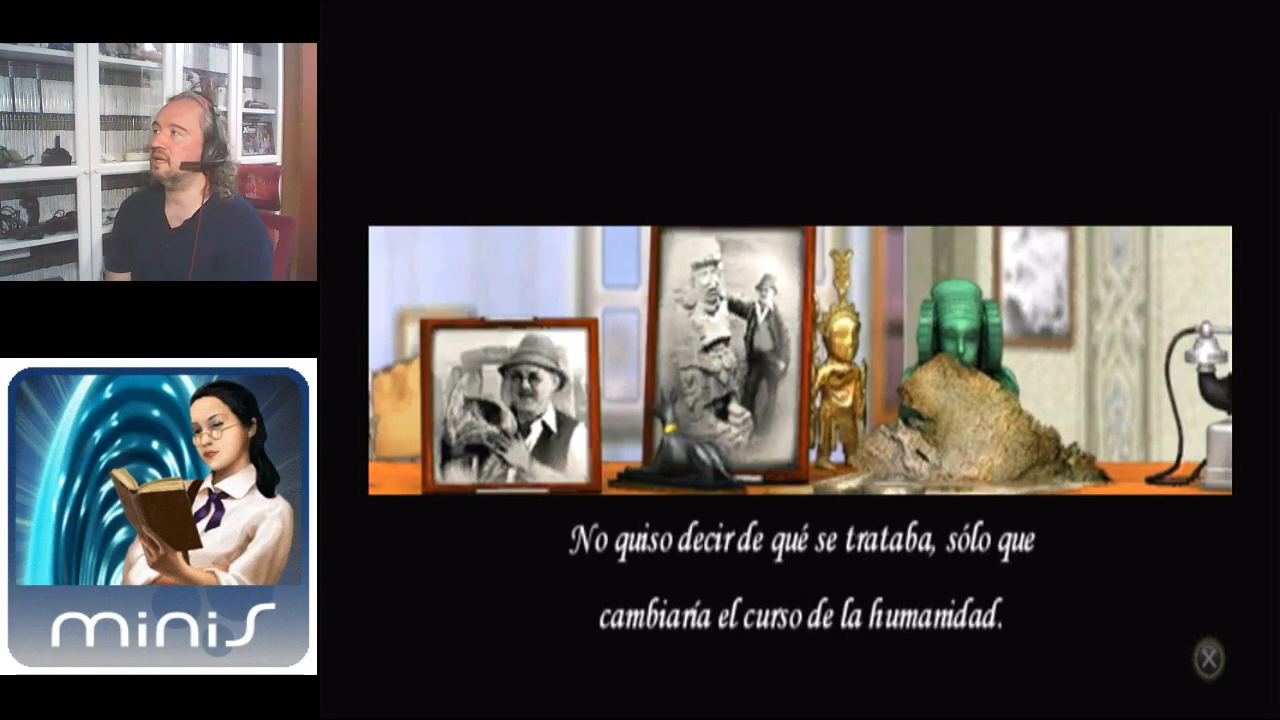 No quiso decir de qué se trataba, sólo que
cambiaría el curso de la humanidad.
minis
X